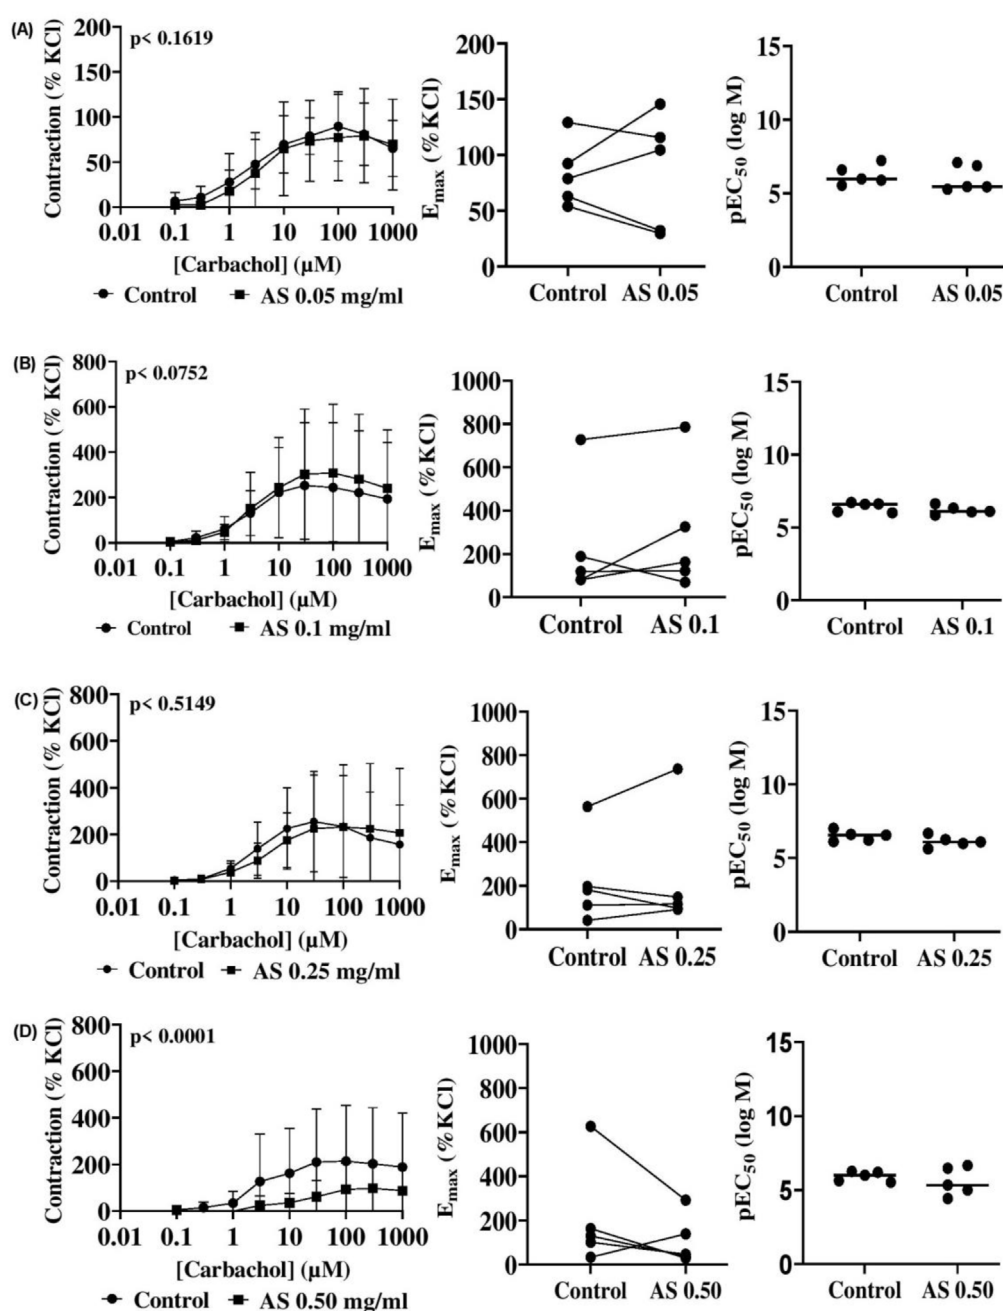 (A)
Contraction (% KCl)
200
150
100
50
0
p< 0.1619
0.01 0.1 1 10 100 1000
[Carbachol] (µM)
Control AS 0.05 mg/ml
Emax (%KCl)
200
150
100
50
0
Control AS 0.05
pEC50 (log M)
15
10
5
0
Control AS 0.05
(B)
Contraction (% KCl)
800
600
400
200
0
p< 0.0752
0.01 0.1 1 10 100 1000
[Carbachol] (µM)
Control AS 0.1 mg/ml
Emax (%KCl)
1000
800
600
400
200
0
Control AS 0.1
pEC50 (log M)
15
10
5
0
Control AS 0.1
(C)
Contraction (% KCl)
800
600
400
200
0
p< 0.5149
0.01 0.1 1 10 100 1000
[Carbachol] (µM)
Control AS 0.25 mg/ml
Emax (%KCl)
1000
800
600
400
200
0
Control AS 0.25
pEC50 (log M)
15
10
5
0
Control AS 0.25
(D)
Contraction (% KCl)
800
600
400
200
0
p< 0.0001
0.01 0.1 1 10 100 1000
[Carbachol] (µM)
Control AS 0.50 mg/ml
Emax (%KCl)
1000
800
600
400
200
0
Control AS 0.50
pEC50 (log M)
15
10
5
0
Control AS 0.50